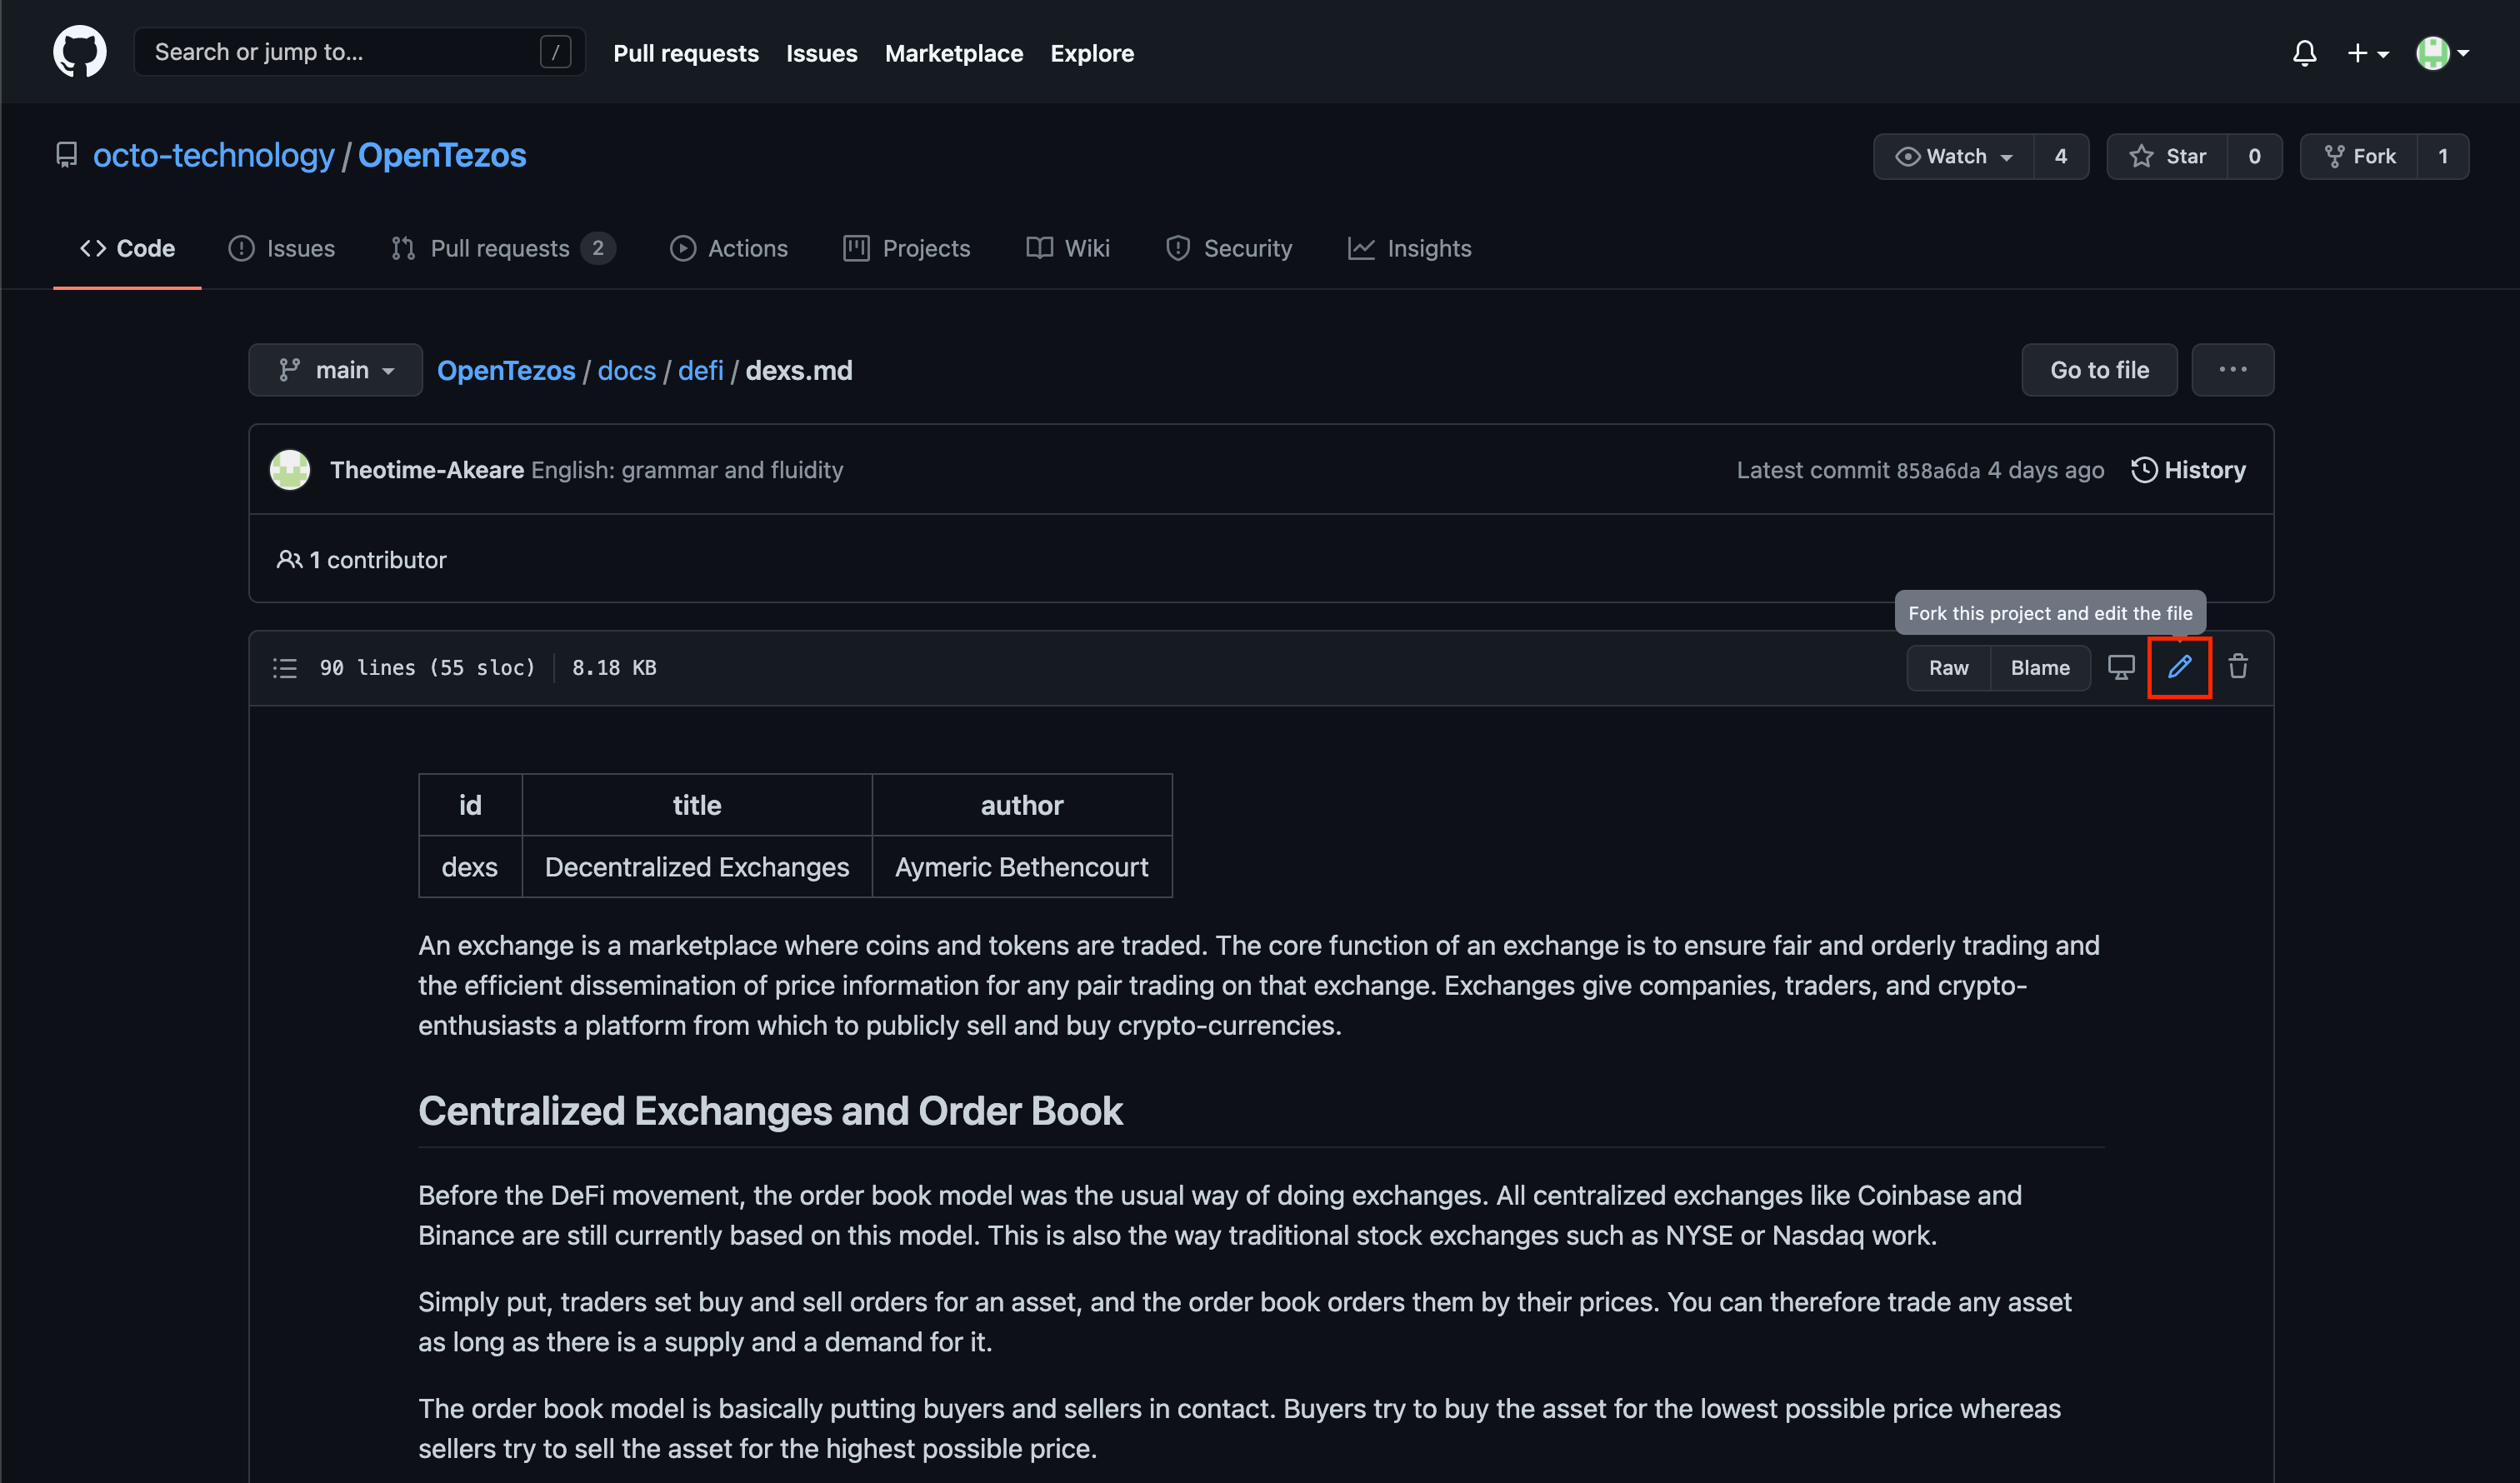 Search or jump to... /
Pull requests Issues Marketplace Explore
octo-technology / OpenTezos
Watch 4 Star 0 Fork 1
Code Issues Pull requests 2 Actions Projects Wiki Security Insights
main OpenTezos / docs / defi / dexs.md Go to file ...
Theotime-Akeare English: grammar and fluidity Latest commit 858a6da 4 days ago History
1 contributor
Fork this project and edit the file
90 lines (55 sloc) 8.18 KB Raw Blame
id title author
dexs Decentralized Exchanges Aymeric Bethencourt
An exchange is a marketplace where coins and tokens are traded. The core function of an exchange is to ensure fair and orderly trading and
the efficient dissemination of price information for any pair trading on that exchange. Exchanges give companies, traders, and crypto-
enthusiasts a platform from which to publicly sell and buy crypto-currencies.
Centralized Exchanges and Order Book
Before the DeFi movement, the order book model was the usual way of doing exchanges. All centralized exchanges like Coinbase and
Binance are still currently based on this model. This is also the way traditional stock exchanges such as NYSE or Nasdaq work.
Simply put, traders set buy and sell orders for an asset, and the order book orders them by their prices. You can therefore trade any asset
as long as there is a supply and a demand for it.
The order book model is basically putting buyers and sellers in contact. Buyers try to buy the asset for the lowest possible price whereas
sellers try to sell the asset for the highest possible price.